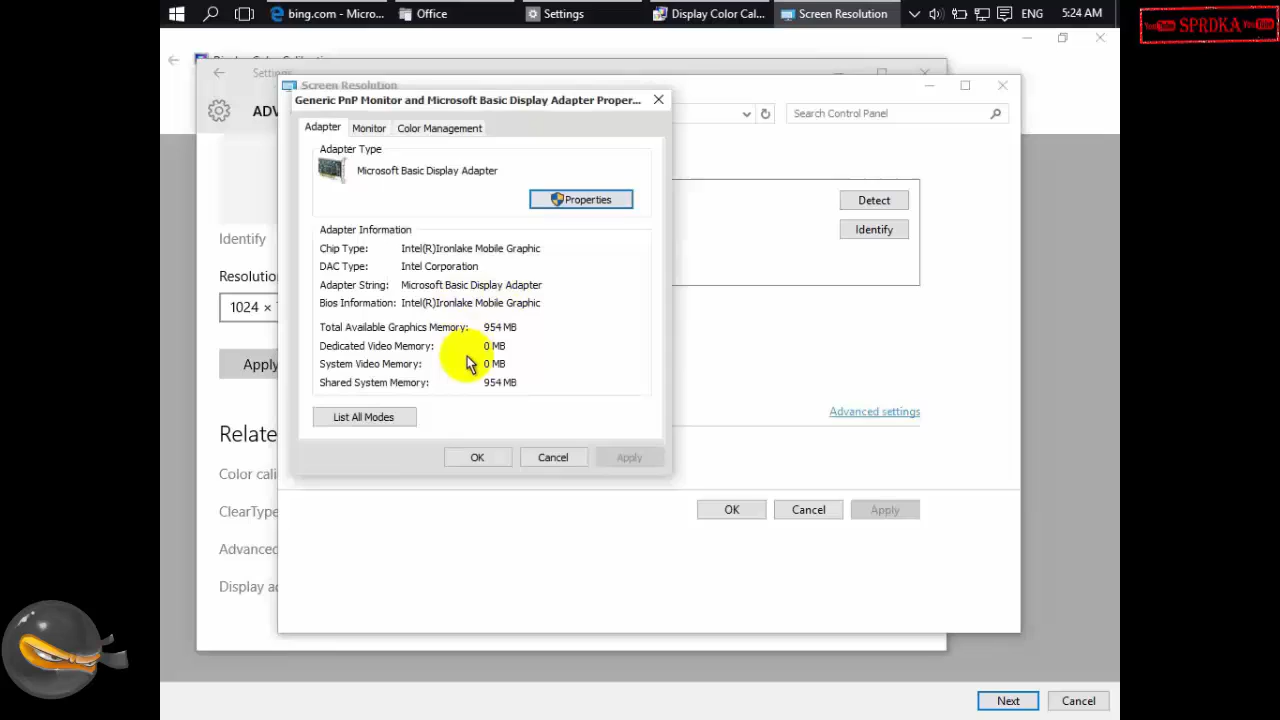 bing.com - Micro...
Office
Settings
Display Color Cal...
Screen Resolution
ENG
5:24 AM
YouTube SPRDKA YouTube
Settings
Screen Resolution
Generic PnP Monitor and Microsoft Basic Display Adapter Proper...
ADV
Search Control Panel
Adapter
Monitor
Color Management
Adapter Type
Microsoft Basic Display Adapter
Properties
Detect
Identify
Adapter Information
Identify
Chip Type: Intel(R)Ironlake Mobile Graphic
DAC Type: Intel Corporation
Resolution
Adapter String: Microsoft Basic Display Adapter
Bios Information: Intel(R)Ironlake Mobile Graphic
1024 ×
Total Available Graphics Memory: 954 MB
Dedicated Video Memory: 0 MB
System Video Memory: 0 MB
Apply
Shared System Memory: 954 MB
List All Modes
Advanced settings
Relate
OK
Cancel
Apply
Color cali
OK
Cancel
Apply
ClearType
Advanced
Display ad
Next
Cancel